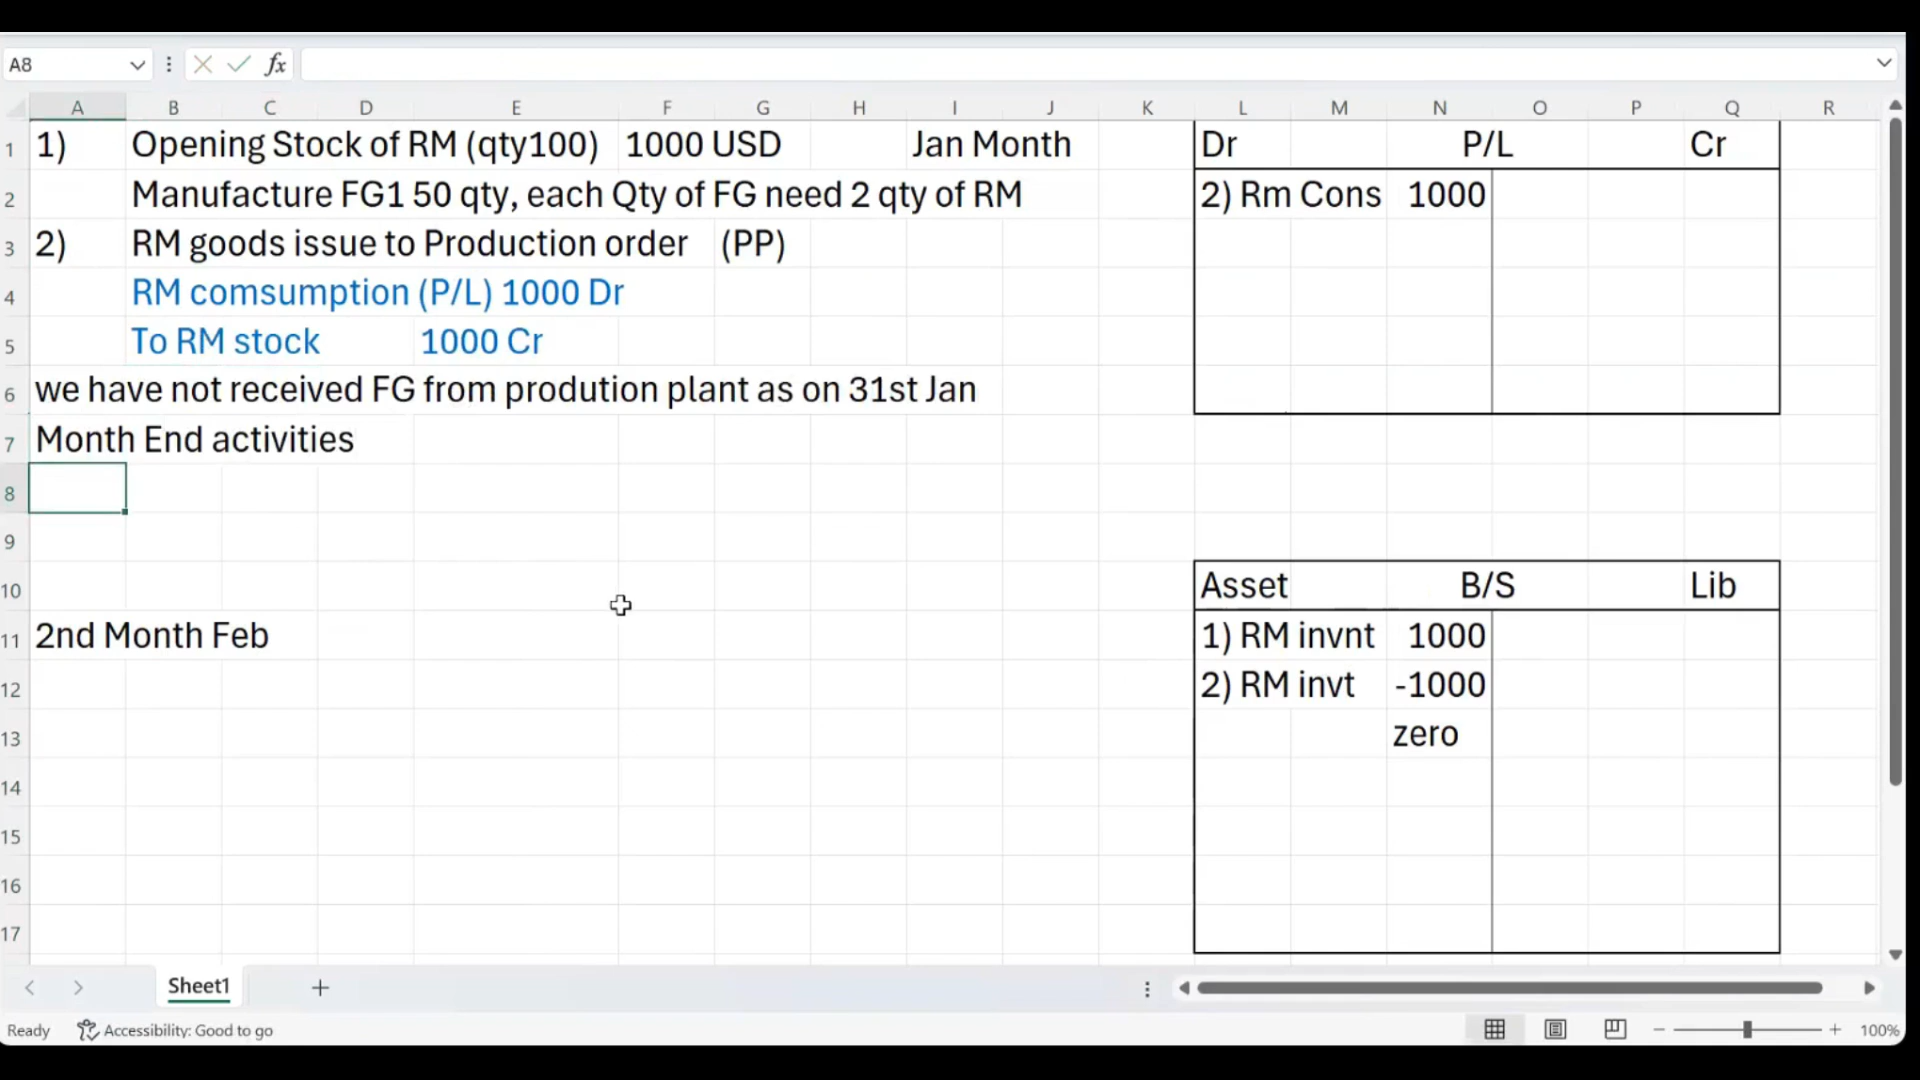 A8
fx
A B C D E F G H I J K L M N O P Q R
1 1) Opening Stock of RM (qty100) 1000 USD Jan Month Dr P/L Cr
2 Manufacture FG1 50 qty, each Qty of FG need 2 qty of RM 2) Rm Cons 1000
3 2) RM goods issue to Production order (PP)
4 RM comsumption (P/L) 1000 Dr
5 To RM stock 1000 Cr
6 we have not received FG from prodution plant as on 31st Jan
7 Month End activities
8
9
10 Asset B/S Lib
11 2nd Month Feb 1) RM invnt 1000
12 2) RM invt -1000
13 zero
14
15
16
17
Sheet1
Ready Accessibility: Good to go 100%